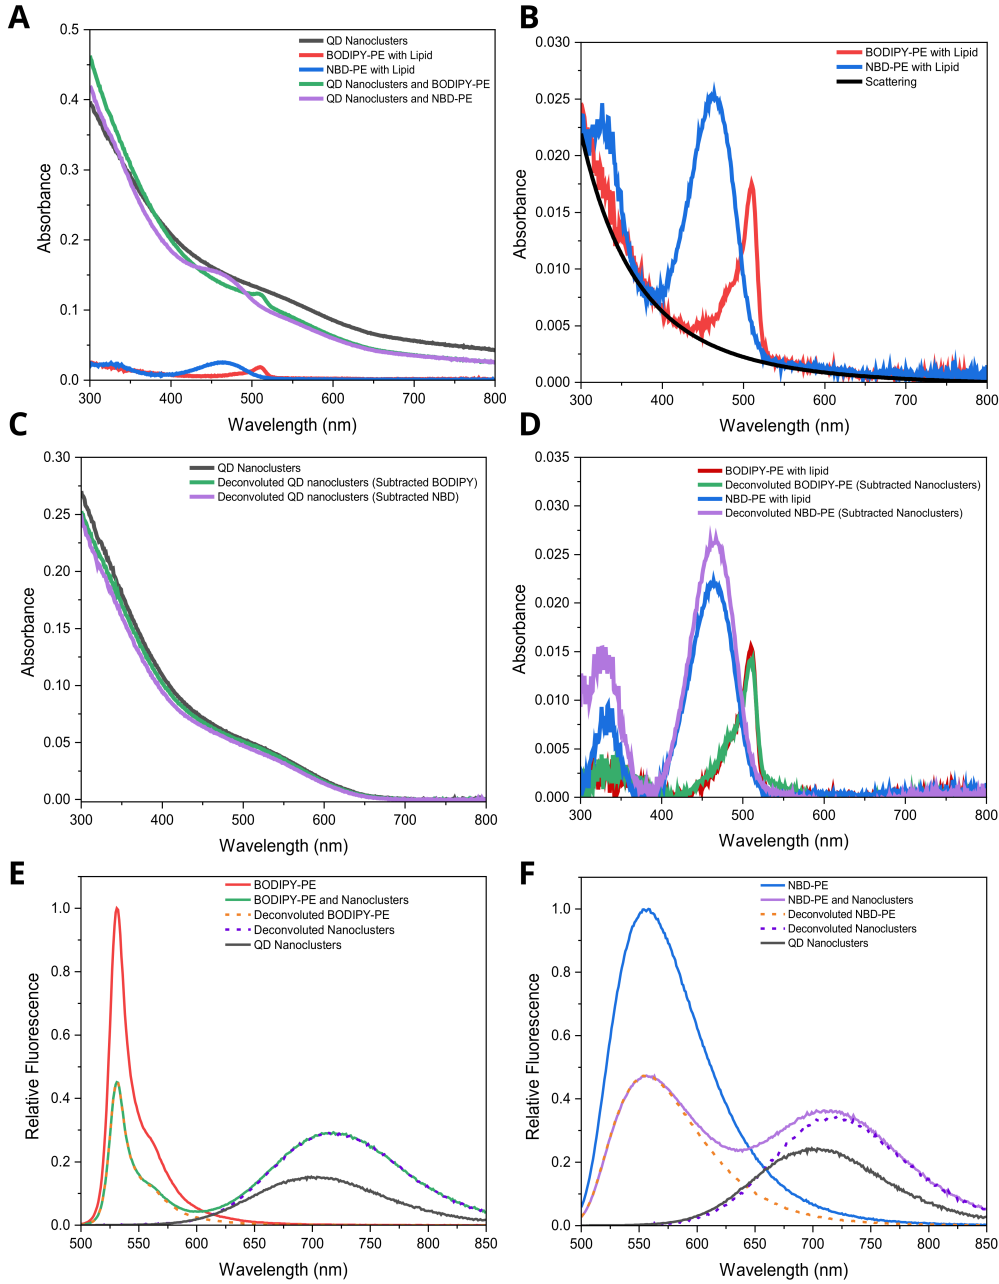 A
0.5
0.4
0.3
0.2
0.1
0.0
Absorbance
QD Nanoclusters
BODIPY-PE with Lipid
NBD-PE with Lipid
QD Nanoclusters and BODIPY-PE
QD Nanoclusters and NBD-PE
300 400 500 600 700 800
Wavelength (nm)
B
0.030
0.025
0.020
0.015
0.010
0.005
0.000
Absorbance
BODIPY-PE with Lipid
NBD-PE with Lipid
Scattering
300 400 500 600 700 800
Wavelength (nm)
C
0.30
0.25
0.20
0.15
0.10
0.05
0.00
Absorbance
QD Nanoclusters
Deconvoluted QD nanoclusters (Subtracted BODIPY)
Deconvoluted QD nanoclusters (Subtracted NBD)
300 400 500 600 700 800
Wavelength (nm)
D
0.035
0.030
0.025
0.020
0.015
0.010
0.005
0.000
Absorbance
BODIPY-PE with lipid
Deconvoluted BODIPY-PE (Subtracted Nanoclusters)
NBD-PE with lipid
Deconvoluted NBD-PE (Subtracted Nanoclusters)
300 400 500 600 700 800
Wavelength (nm)
E
1.0
0.8
0.6
0.4
0.2
0.0
Relative Fluorescence
BODIPY-PE
BODIPY-PE and Nanoclusters
Deconvoluted BODIPY-PE
Deconvoluted Nanoclusters
QD Nanoclusters
500 550 600 650 700 750 800 850
Wavelength (nm)
F
1.0
0.8
0.6
0.4
0.2
0.0
Relative Fluorescence
NBD-PE
NBD-PE and Nanoclusters
Deconvoluted NBD-PE
Deconvoluted Nanoclusters
QD Nanoclusters
500 550 600 650 700 750 800 850
Wavelength (nm)